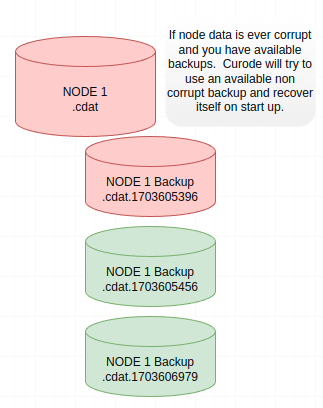 If node data is ever corrupt
and you have available
backups. Curode will try to
use an available non
corrupt backup and recover
itself on start up.
NODE 1
.cdat
NODE 1 Backup
.cdat.1703605396
NODE 1 Backup
.cdat.1703605456
NODE 1 Backup
.cdat.1703606979